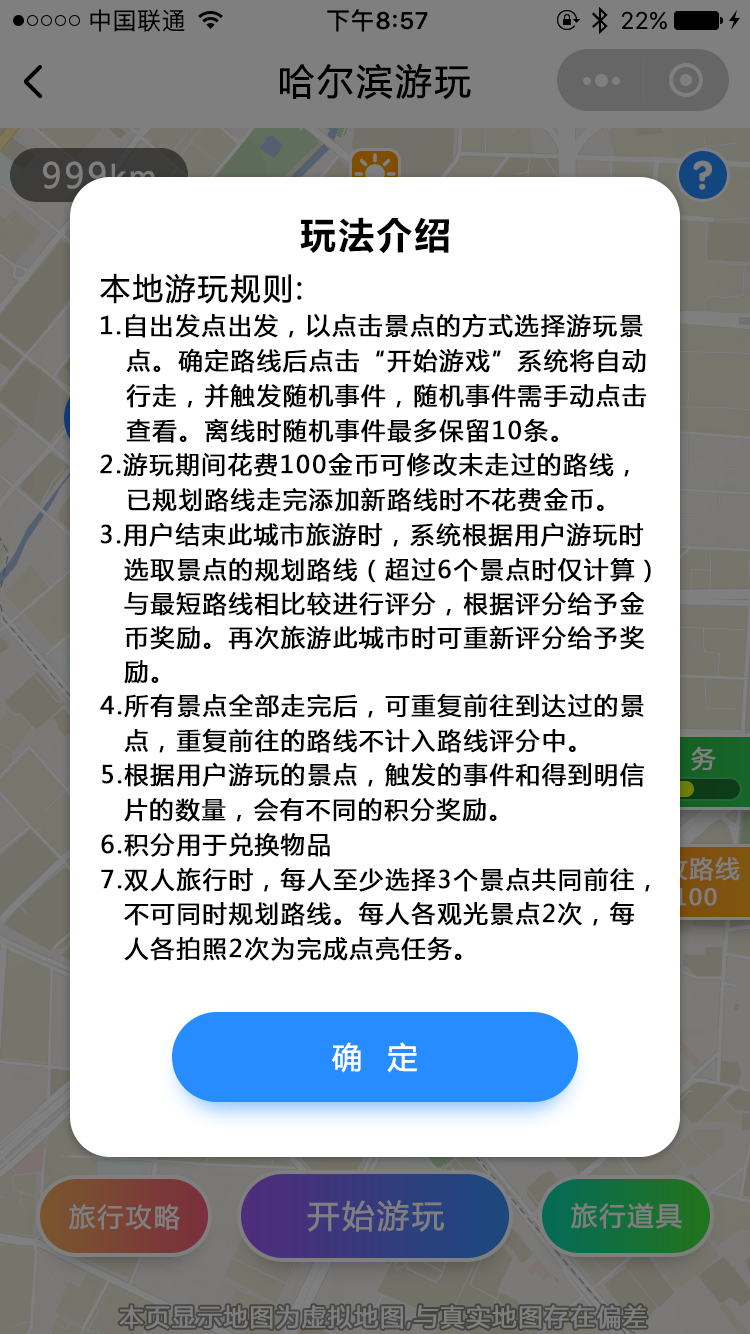 中国联通
下午8:57
22%
哈尔滨游玩
999km
?
玩法介绍
本地游玩规则:
1.自出发点出发，以点击景点的方式选择游玩景
点。确定路线后点击“开始游戏”系统将自动
行走，并触发随机事件，随机事件需手动点击
查看。离线时随机事件最多保留10条。
2.游玩期间花费100金币可修改未走过的路线，
已规划路线走完添加新路线时不花费金币。
3.用户结束此城市旅游时，系统根据用户游玩时
选取景点的规划路线（超过6个景点时仅计算）
与最短路线相比较进行评分，根据评分给予金
币奖励。再次旅游此城市时可重新评分给予奖
励。
4.所有景点全部走完后，可重复前往到达过的景
点，重复前往的路线不计入路线评分中。
5.根据用户游玩的景点，触发的事件和得到明信
片的数量，会有不同的积分奖励。
6.积分用于兑换物品
7.双人旅行时，每人至少选择3个景点共同前往，
不可同时规划路线。每人各观光景点2次，每
人各拍照2次为完成点亮任务。
务
路线
100
确 定
旅行攻略
开始游玩
旅行道具
本页显示地图为虚拟地图,与真实地图存在偏差